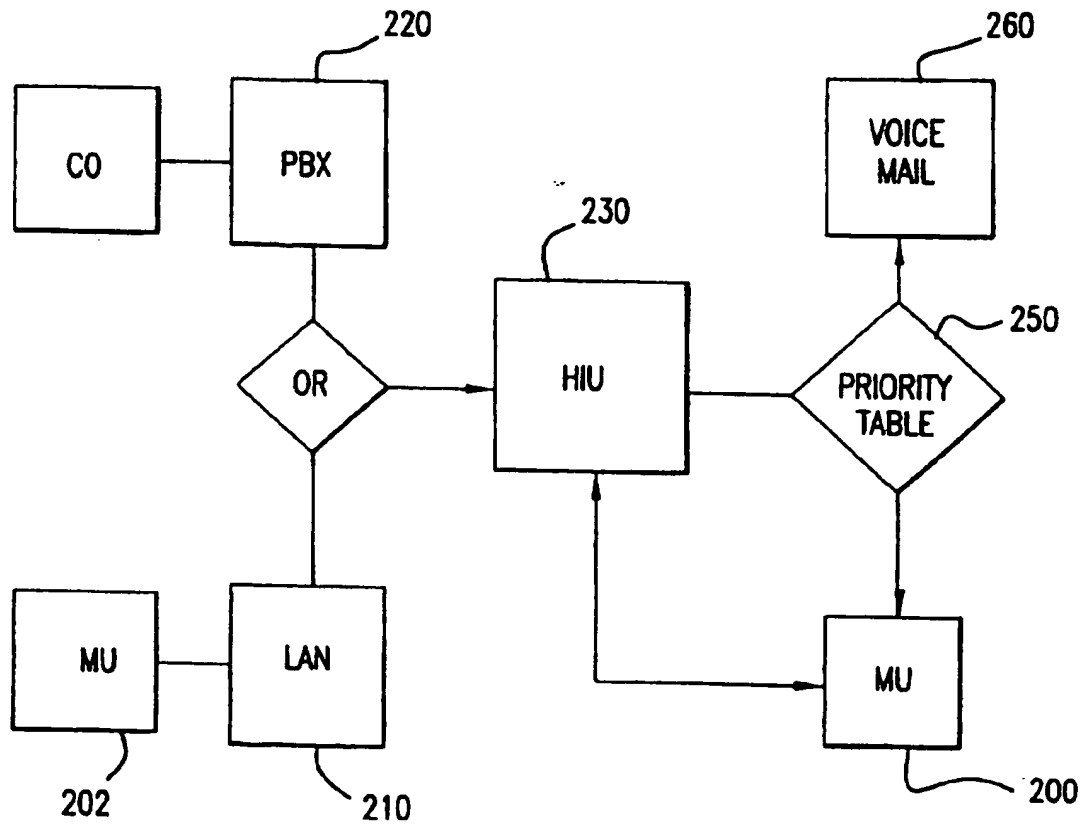 220
260
CO
PBX
VOICE
MAIL
230
250
OR
HIU
PRIORITY
TABLE
MU
LAN
MU
202
210
200